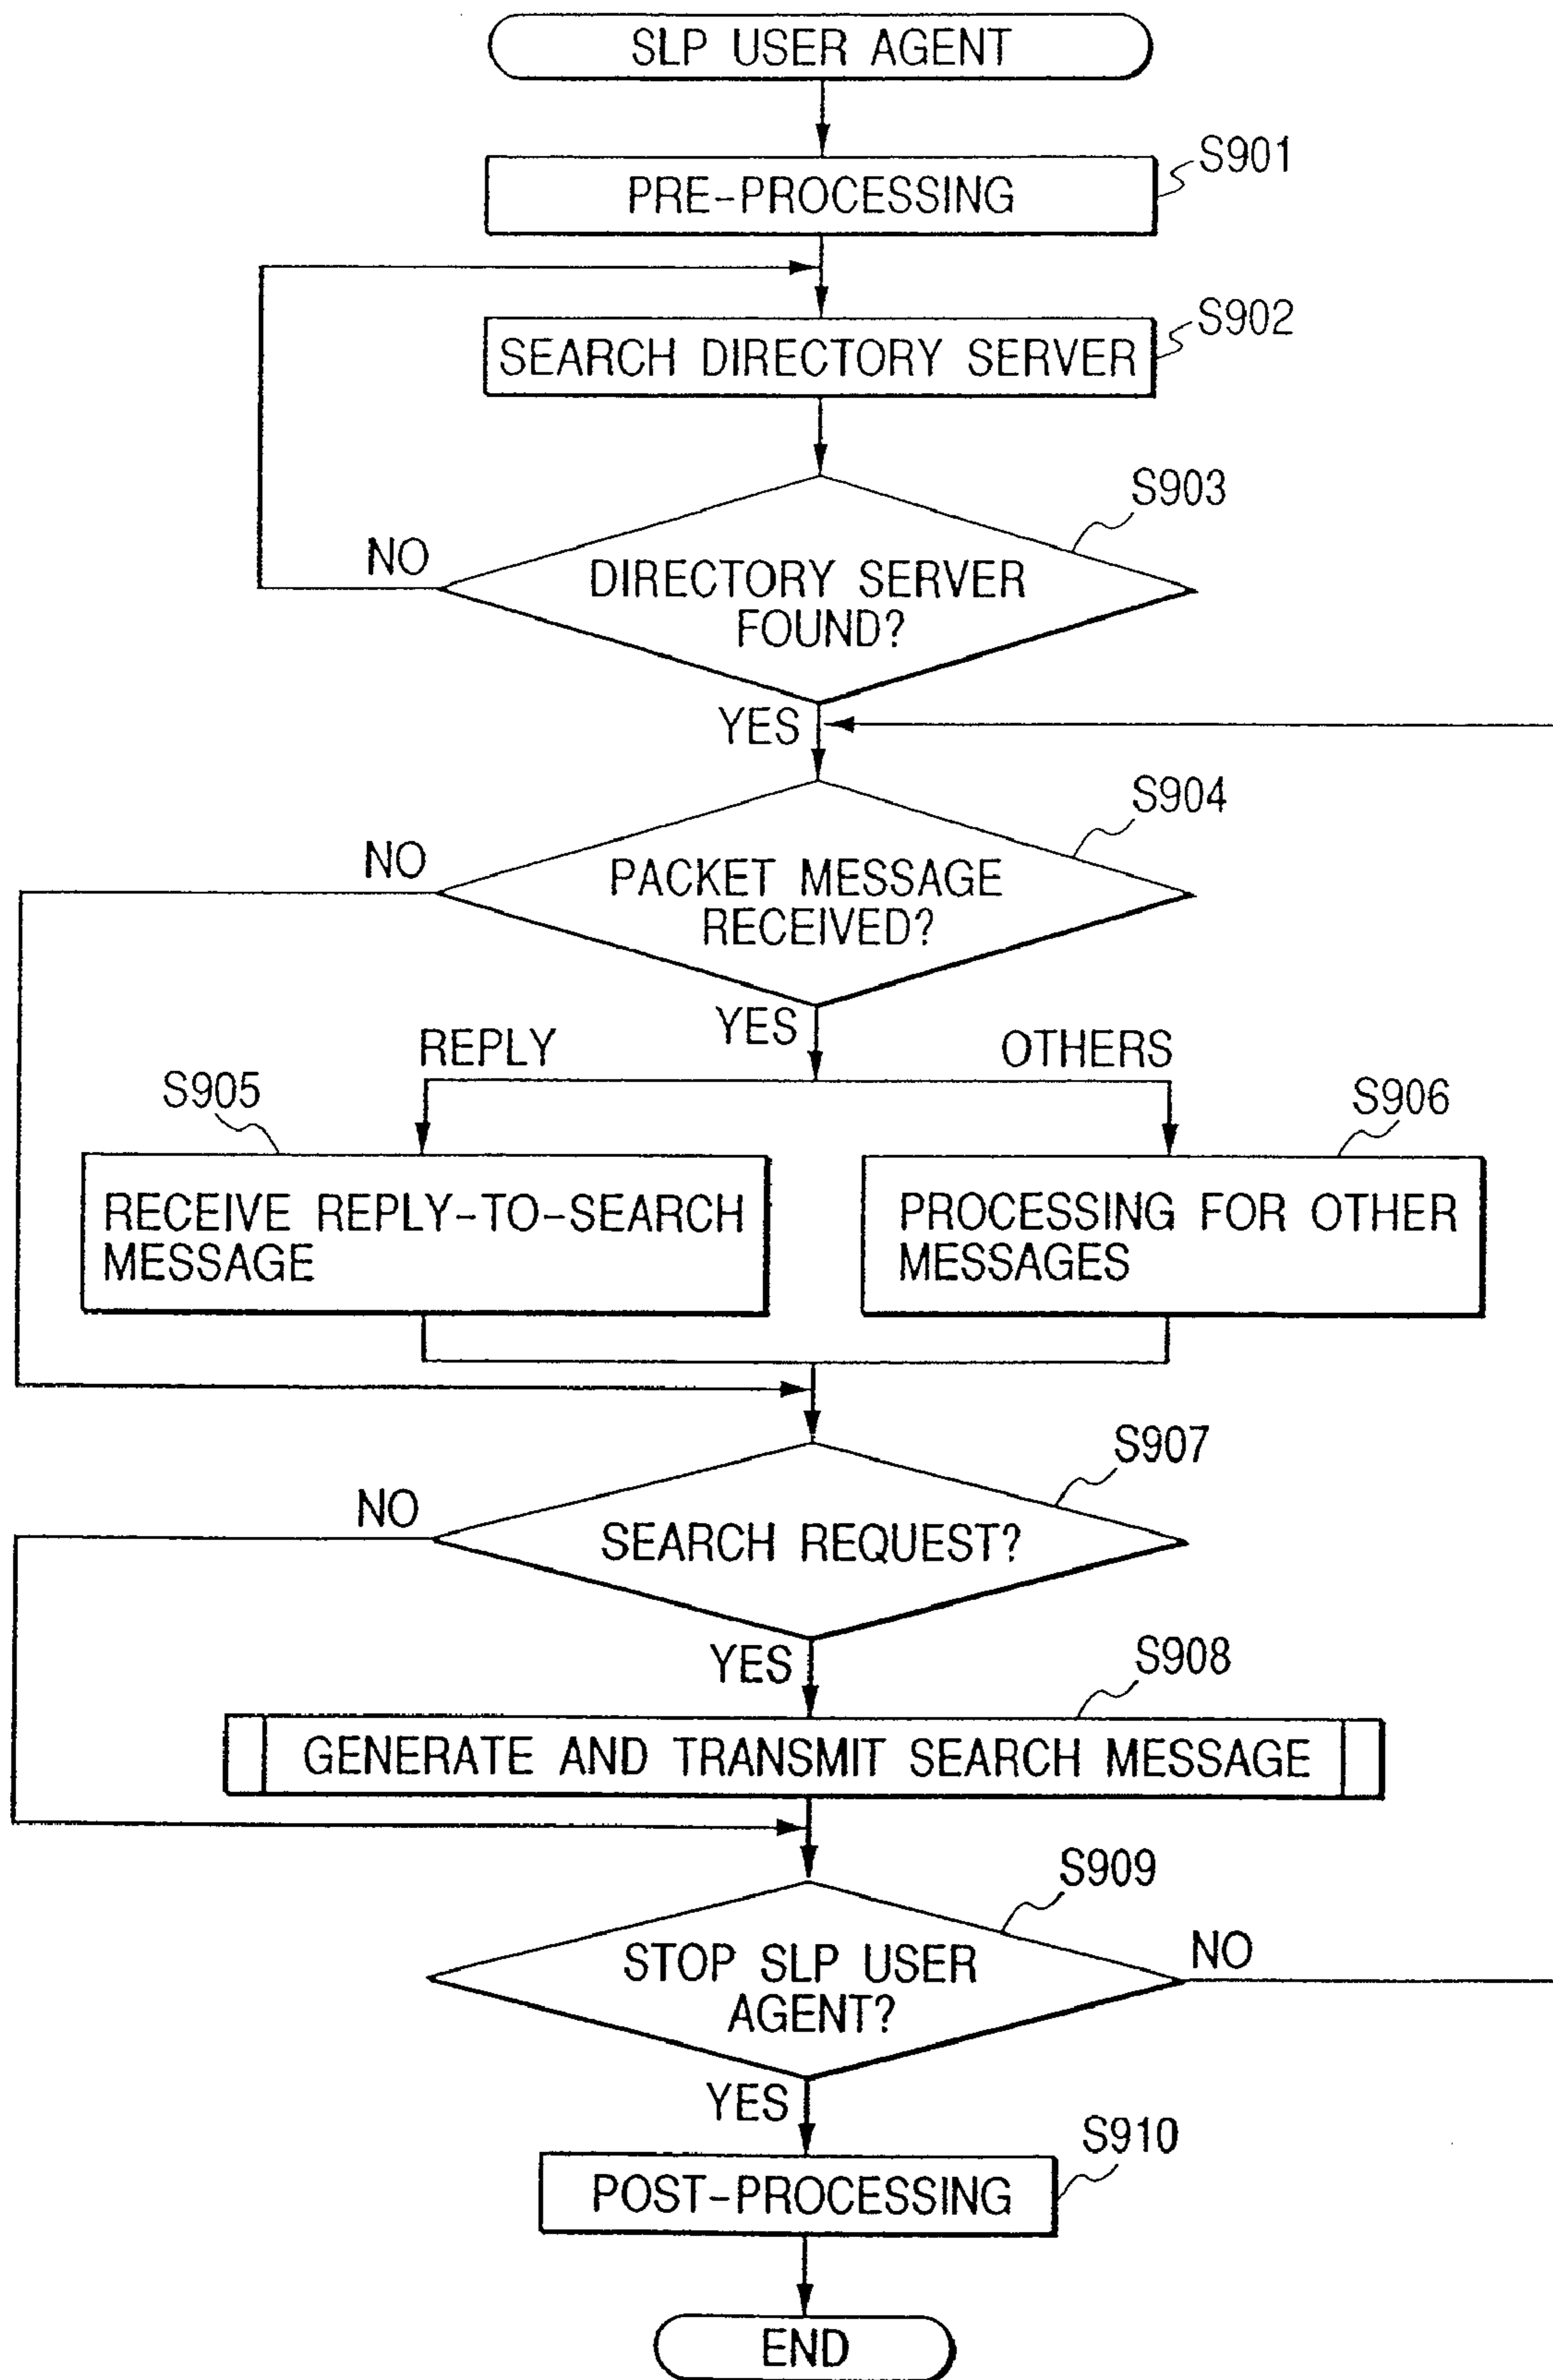 SLP USER AGENT
S901
PRE-PROCESSING
S902
SEARCH DIRECTORY SERVER
S903
NO
DIRECTORY SERVER
FOUND?
YES
S904
NO
PACKET MESSAGE
RECEIVED?
YES
REPLY
OTHERS
S905
S906
RECEIVE REPLY-TO-SEARCH
MESSAGE
PROCESSING FOR OTHER
MESSAGES
S907
NO
SEARCH REQUEST?
YES
S908
GENERATE AND TRANSMIT SEARCH MESSAGE
S909
NO
STOP SLP USER
AGENT?
YES
S910
POST-PROCESSING
END